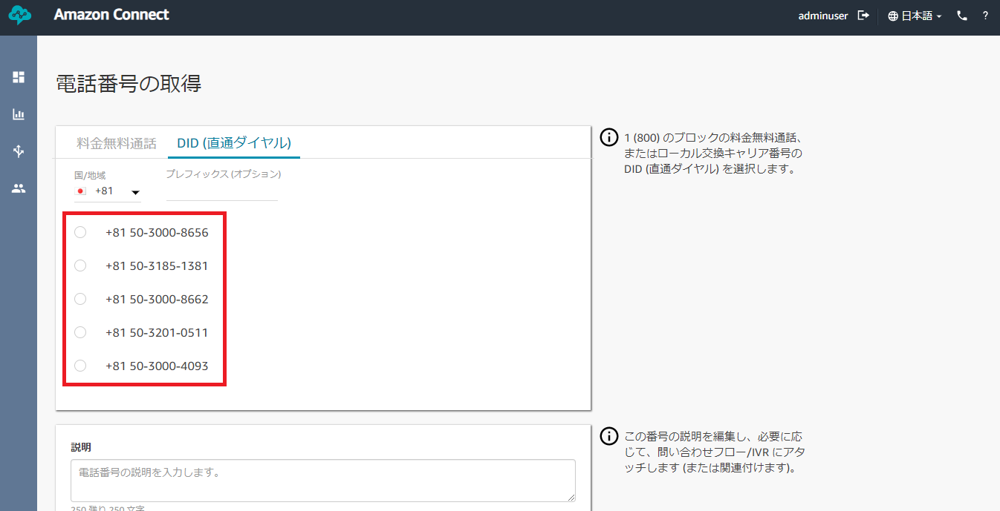 Amazon Connect
adminuser
日本語
?
電話番号の取得
料金無料通話
DID (直通ダイヤル)
国/地域
プレフィックス (オプション)
+81
+81 50-3000-8656
+81 50-3185-1381
+81 50-3000-8662
+81 50-3201-0511
+81 50-3000-4093
1 (800) のブロックの料金無料通話、
またはローカル交換キャリア番号の
DID (直通ダイヤル) を選択します。
説明
電話番号の説明を入力します。
250 残り 250 文字
この番号の説明を編集し、必要に応
じて、問い合わせフロー/IVR にアタ
ッチします (または関連付けます)。